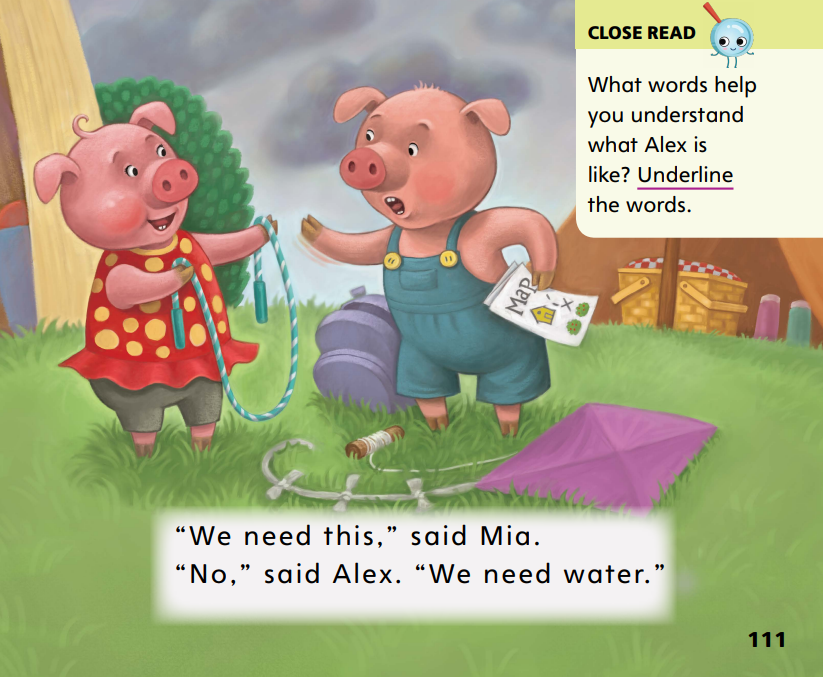 CLOSE READ
What words help
you understand
what Alex is
like? Underline
the words.
Map
“We need this,” said Mia.
“No,” said Alex. “We need water.”
111